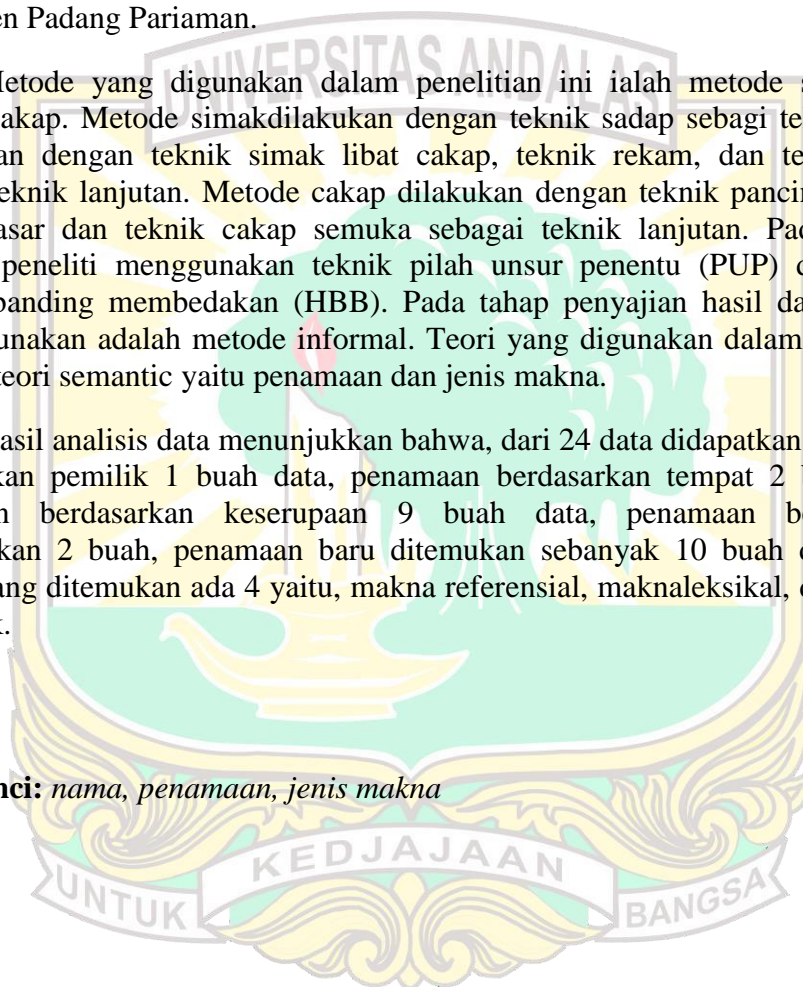 en Padang Pariaman.
UNIVERSITAS ANDALAS
Metode yang digunakan dalam penelitian ini ialah metode s
akap. Metode simakdilakukan dengan teknik sadap sebagi te
an dengan teknik simak libat cakap, teknik rekam, dan te
eknik lanjutan. Metode cakap dilakukan dengan teknik pancin
asar dan teknik cakap semuka sebagai teknik lanjutan. Pad
peneliti menggunakan teknik pilah unsur penentu (PUP) d
banding membedakan (HBB). Pada tahap penyajian hasil da
unakan adalah metode informal. Teori yang digunakan dalam
teori semantic yaitu penamaan dan jenis makna.
asil analisis data menunjukkan bahwa, dari 24 data didapatkan,
kan pemilik 1 buah data, penamaan berdasarkan tempat 2 b
n berdasarkan keserupaan 9 buah data, penamaan be
kan 2 buah, penamaan baru ditemukan sebanyak 10 buah d
ang ditemukan ada 4 yaitu, makna referensial, maknaleksikal, d
k.
nci: nama, penamaan, jenis makna
KEDJAJAAN
UNTUK BANGSA